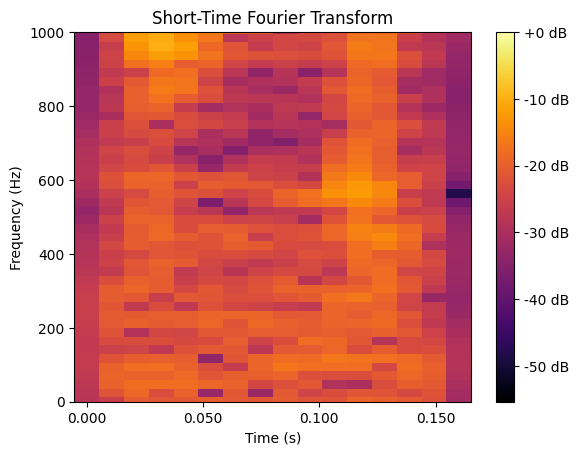 Short-Time Fourier Transform
1000
800
600
400
200
0
Frequency (Hz)
0.000
0.050
0.100
0.150
Time (s)
+0 dB
-10 dB
-20 dB
-30 dB
-40 dB
-50 dB